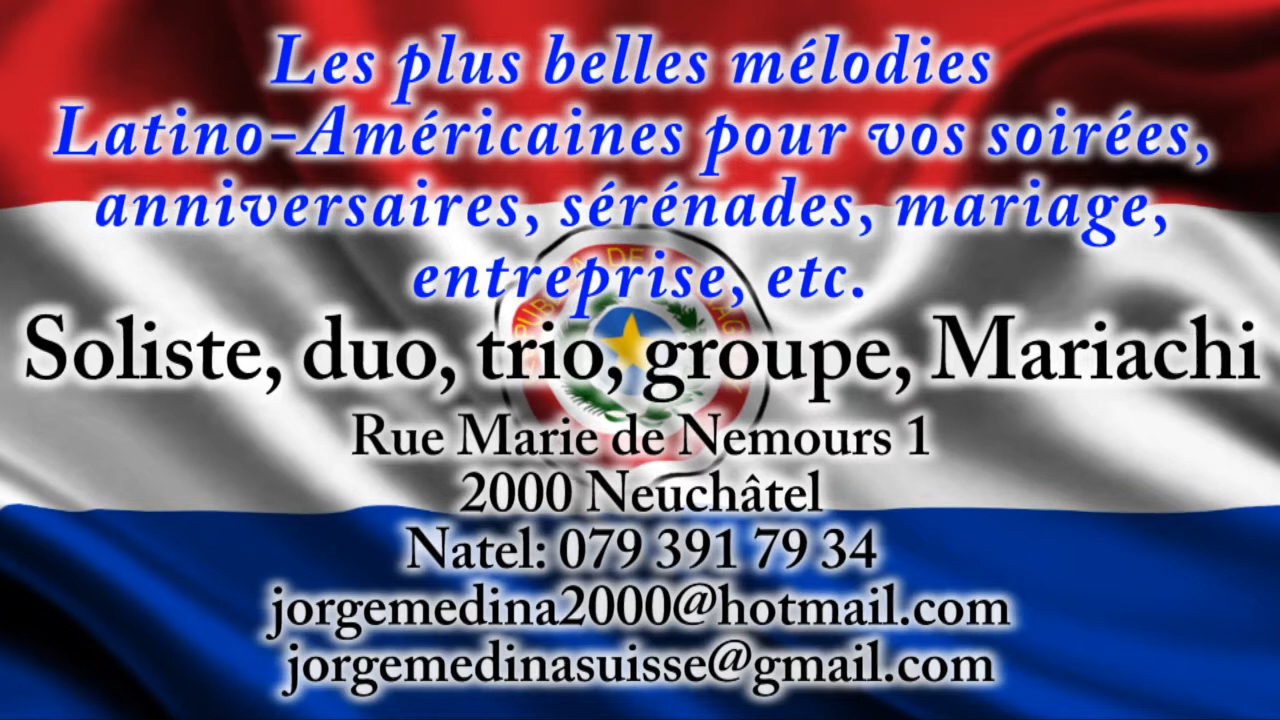 Les plus belles mélodies
Latino-Américaines pour vos soirées,
anniversaires, sérénades, mariage,
entreprise, etc.
Soliste, duo, trio, groupe, Mariachi
Rue Marie de Nemours 1
2000 Neuchâtel
Natel: 079 391 79 34
jorgemedina2000@hotmail.com
jorgemedinasuisse@gmail.com